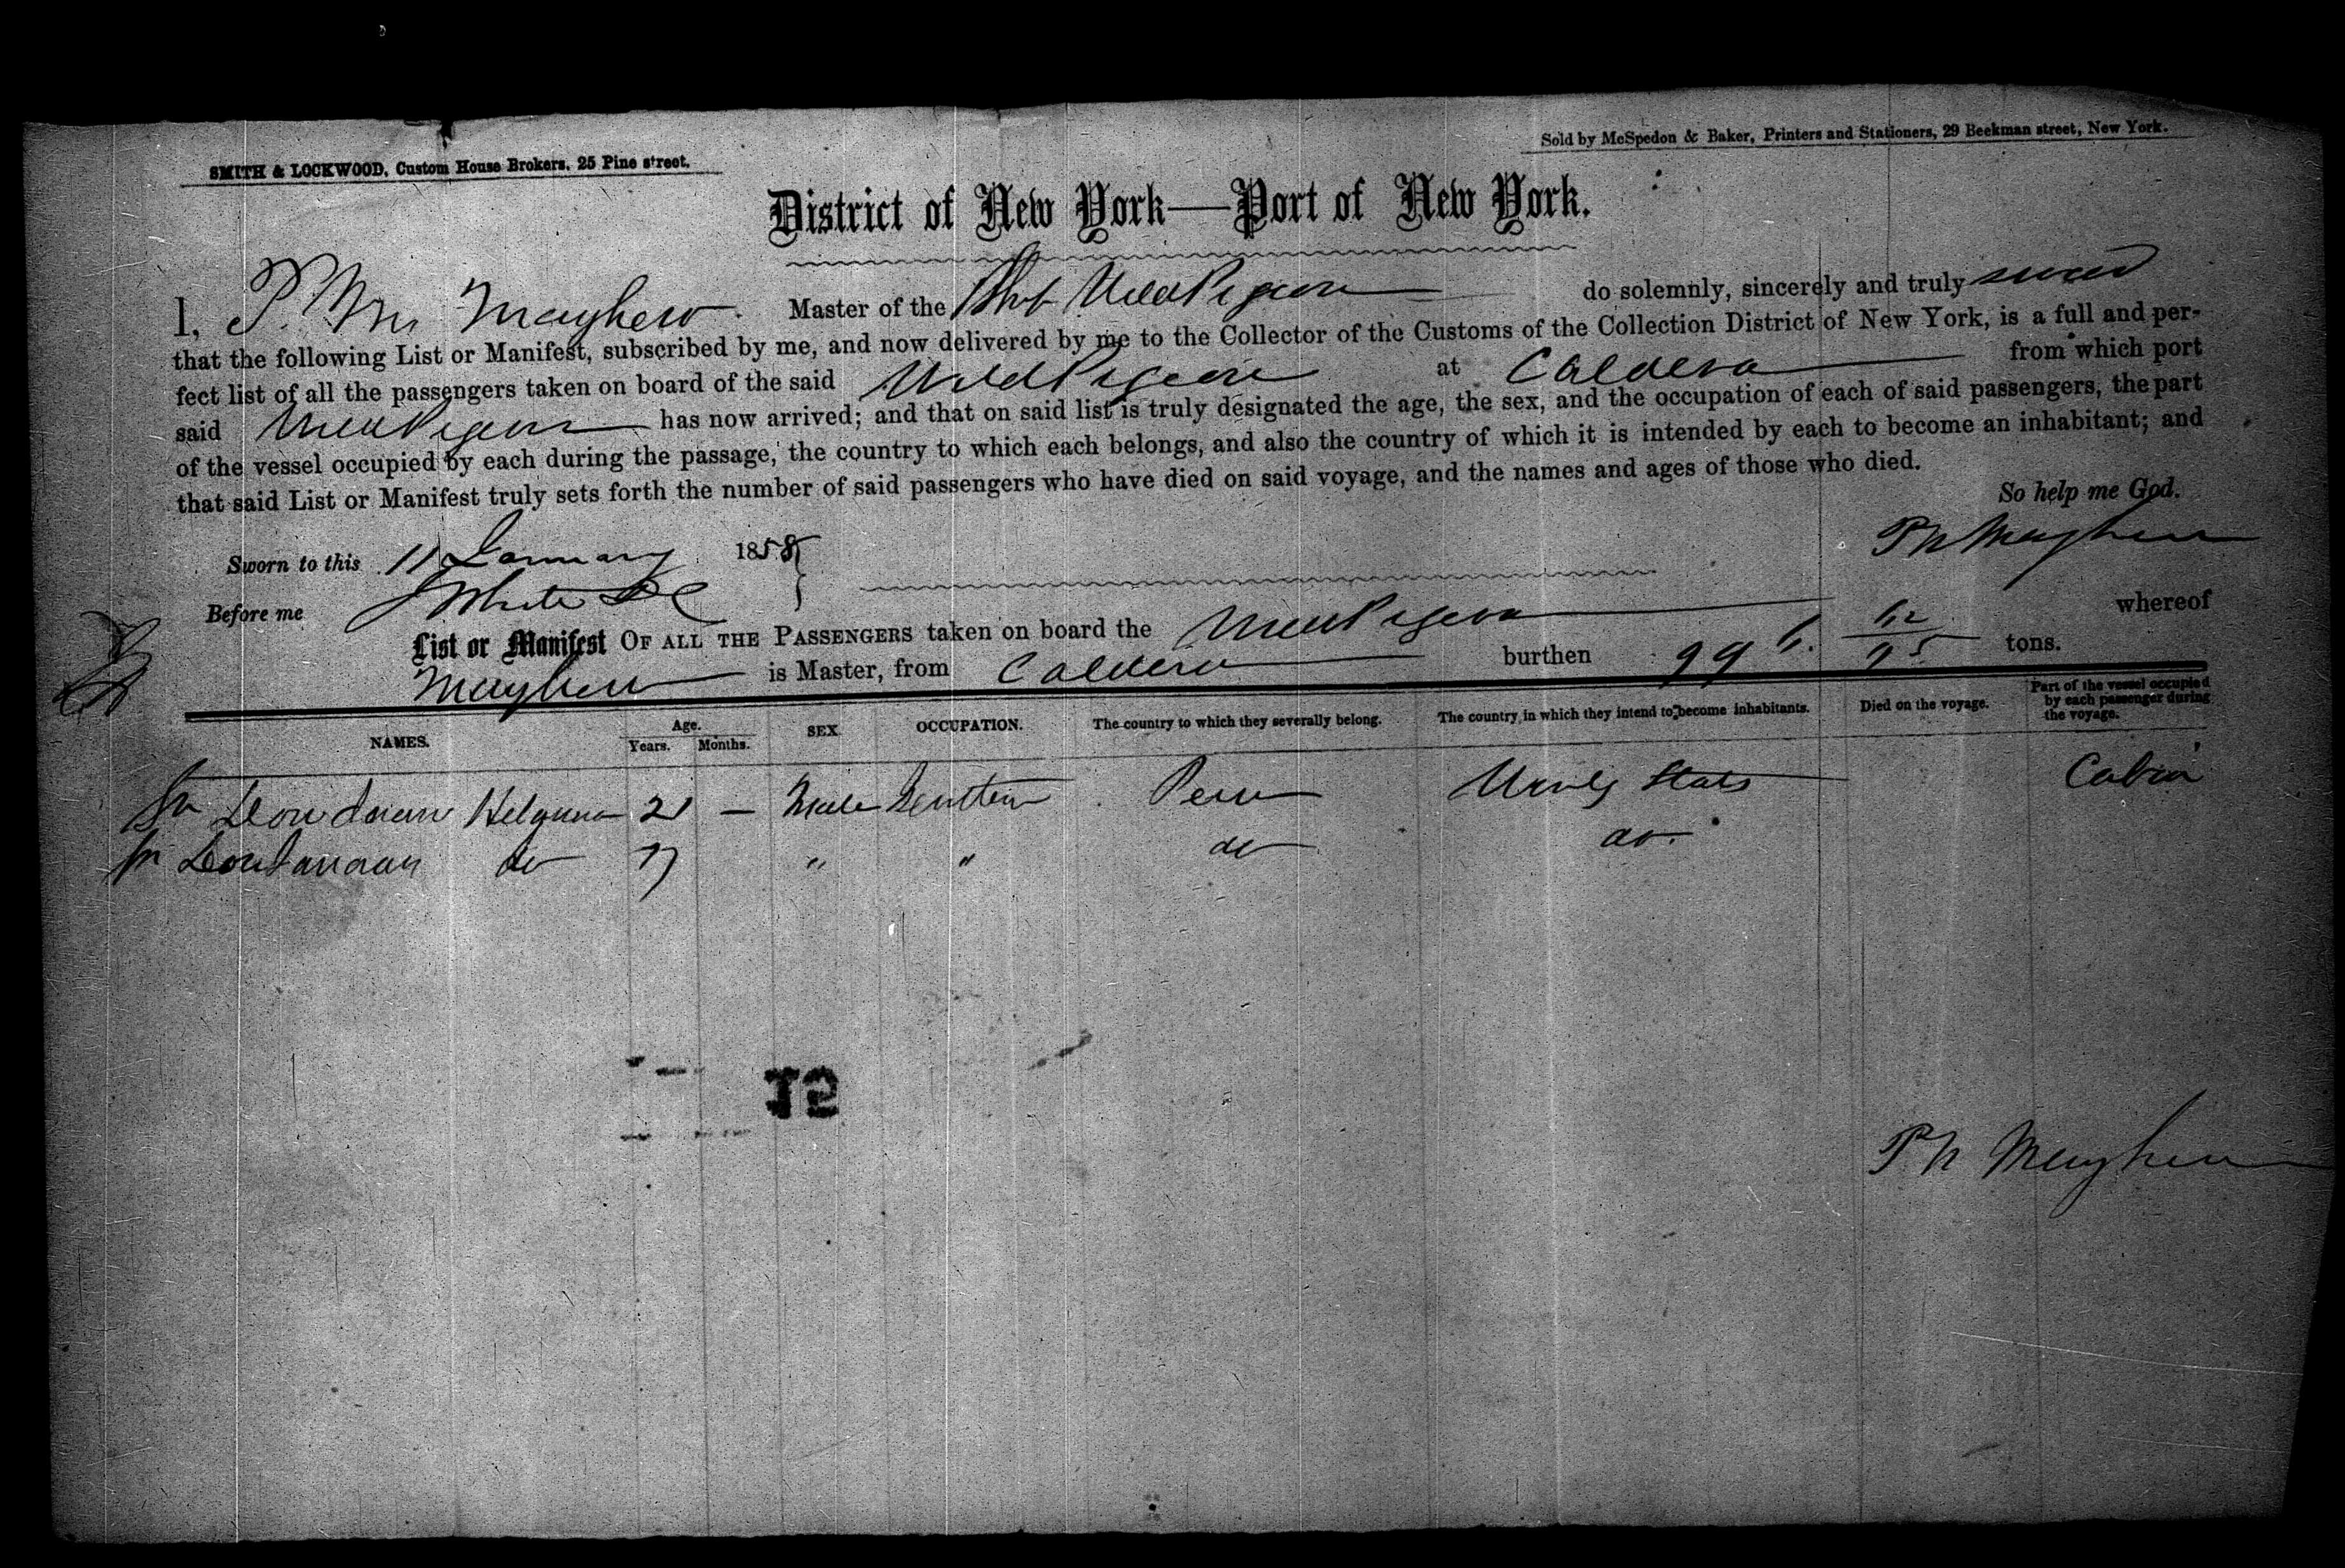 SMITH & LOCKWOOD, Custom House Brokers, 25 Pine street.
Sold by McSpedon & Baker, Printers and Stationers, 29 Beekman street, New York.
District of New York—Port of New York.
I, P. Mayhew. Master of the Ship Wild Pigeon do solemnly, sincerely and truly swear
that the following List or Manifest, subscribed by me, and now delivered by me to the Collector of the Customs of the Collection District of New York, is a full and per-
fect list of all the passengers taken on board of the said Wild Pigeon at Caldera from which port
said Wild Pigeon has now arrived; and that on said list is truly designated the age, the sex, and the occupation of each of said passengers, the part
of the vessel occupied by each during the passage, the country to which each belongs, and also the country of which it is intended by each to become an inhabitant; and
that said List or Manifest truly sets forth the number of said passengers who have died on said voyage, and the names and ages of those who died.
So help me God.
Sworn to this 11 January 1858
P N Mayhew
Before me J White D C
List or Manifest OF ALL THE PASSENGERS taken on board the Wild Pigeon whereof
Mayhew is Master, from Caldera burthen 996 12/95 tons.
NAMES. Age. Years. Months. SEX. OCCUPATION. The country to which they severally belong. The country in which they intend to become inhabitants. Died on the voyage. Part of the vessel occupied by each passenger during the voyage.
Sr Don Juan 21 — Male Gentlem Peru United States Cabin
Sr Don do 17 " " do do.
P N Mayhew